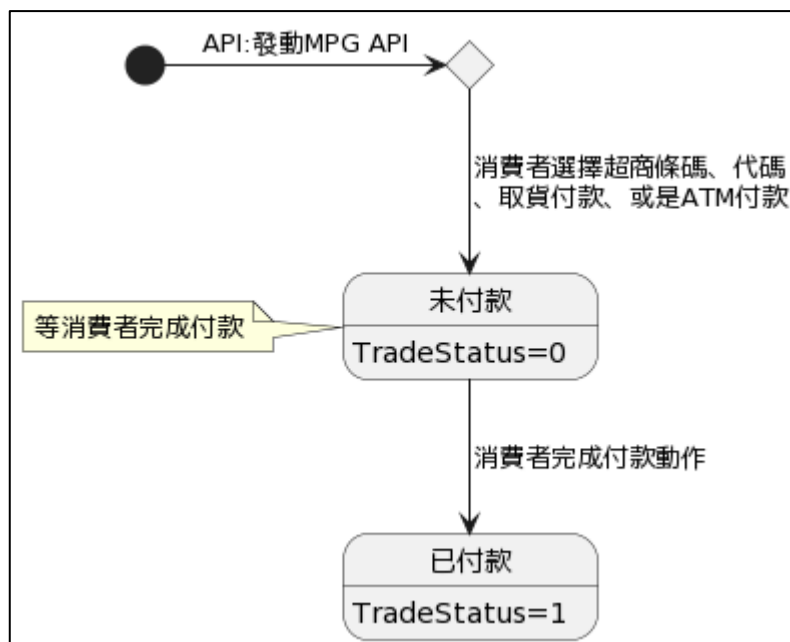 API:發動MPG API
消費者選擇超商條碼、代碼
、取貨付款、或是ATM付款
未付款
等消費者完成付款
TradeStatus=0
消費者完成付款動作
已付款
TradeStatus=1